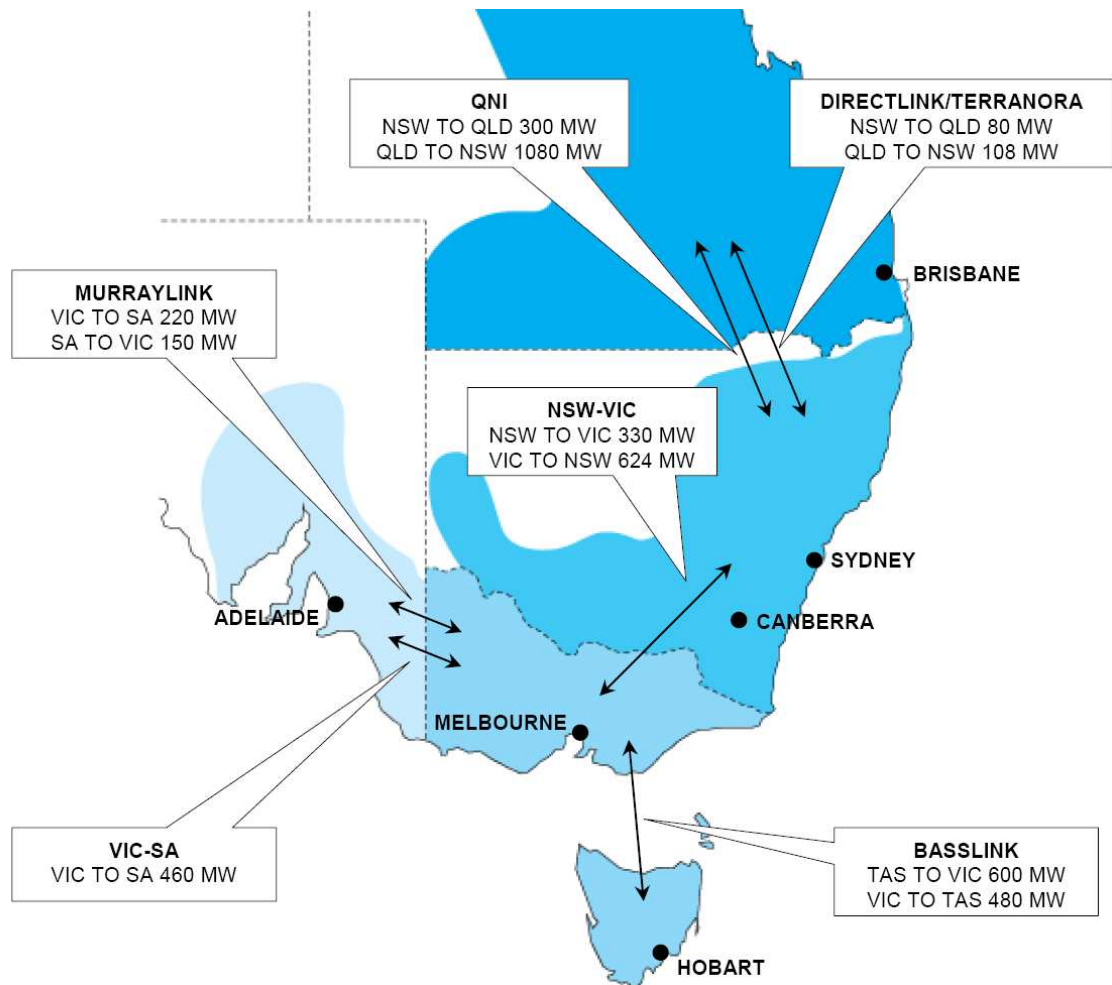 QNI
NSW TO QLD 300 MW
QLD TO NSW 1080 MW
DIRECTLINK/TERRANORA
NSW TO QLD 80 MW
QLD TO NSW 108 MW
BRISBANE
MURRAYLINK
VIC TO SA 220 MW
SA TO VIC 150 MW
NSW-VIC
NSW TO VIC 330 MW
VIC TO NSW 624 MW
SYDNEY
ADELAIDE
CANBERRA
MELBOURNE
VIC-SA
VIC TO SA 460 MW
BASSLINK
TAS TO VIC 600 MW
VIC TO TAS 480 MW
HOBART